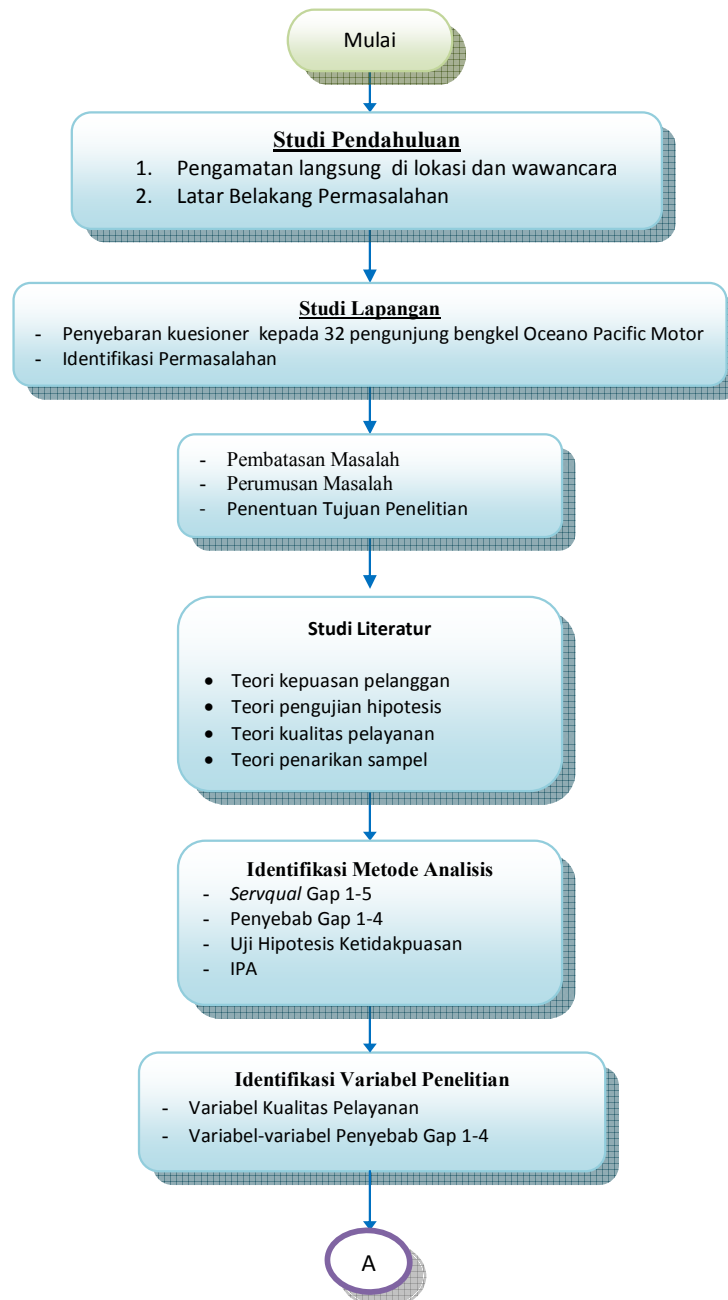 Mulai
Studi Pendahuluan
1. Pengamatan langsung di lokasi dan wawancara
2. Latar Belakang Permasalahan
Studi Lapangan
- Penyebaran kuesioner kepada 32 pengunjung bengkel Oceano Pacific Motor
- Identifikasi Permasalahan
- Pembatasan Masalah
- Perumusan Masalah
- Penentuan Tujuan Penelitian
Studi Literatur
• Teori kepuasan pelanggan
• Teori pengujian hipotesis
• Teori kualitas pelayanan
• Teori penarikan sampel
Identifikasi Metode Analisis
- Servqual Gap 1-5
- Penyebab Gap 1-4
- Uji Hipotesis Ketidakpuasan
- IPA
Identifikasi Variabel Penelitian
- Variabel Kualitas Pelayanan
- Variabel-variabel Penyebab Gap 1-4
A